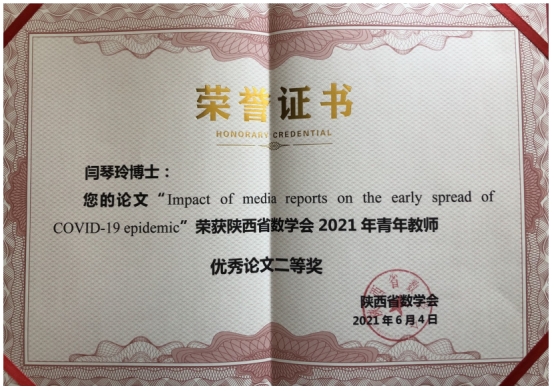 荣誉证书
HONORARY CREDENTIAL
闫琴玲博士：
您的论文“Impact of media reports on the early spread of
COVID-19 epidemic”荣获陕西省数学会 2021 年青年教师
优秀论文二等奖
陕西省数学会
2021 年 6 月 4 日